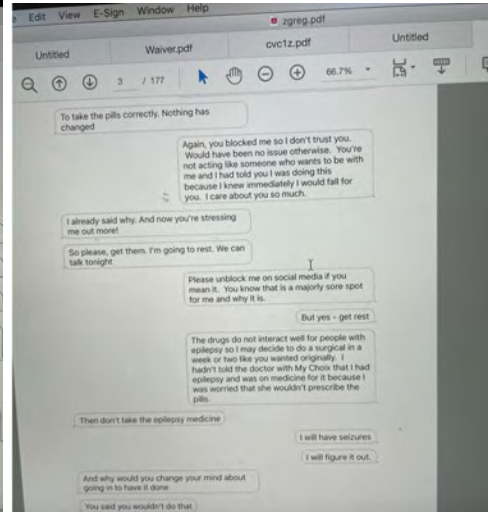 Edit View E-Sign Window Help
zgreg.pdf
Untitled Waiver.pdf cvc1z.pdf Untitled
3 / 177 66.7%
To take the pills correctly. Nothing has
changed
Again, you blocked me so I don't trust you.
Would have been no issue otherwise. You're
not acting like someone who wants to be with
me and I had told you I was doing this
because I knew immediately I would fall for
you. I care about you so much.
I already said why. And now you're stressing
me out more!
So please, get them. I'm going to rest. We can
talk tonight
Please unblock me on social media if you
mean it. You know that is a majorly sore spot
for me and why it is.
But yes - get rest
The drugs do not interact well for people with
epilepsy so I may decide to do a surgical in a
week or two like you wanted originally. I
hadn't told the doctor with My Choix that I had
epilepsy and was on medicine for it because I
was worried that she wouldn't prescribe the
pills.
Then don't take the epilepsy medicine
I will have seizures
I will figure it out.
And why would you change your mind about
going in to have it done
You said you wouldn't do that